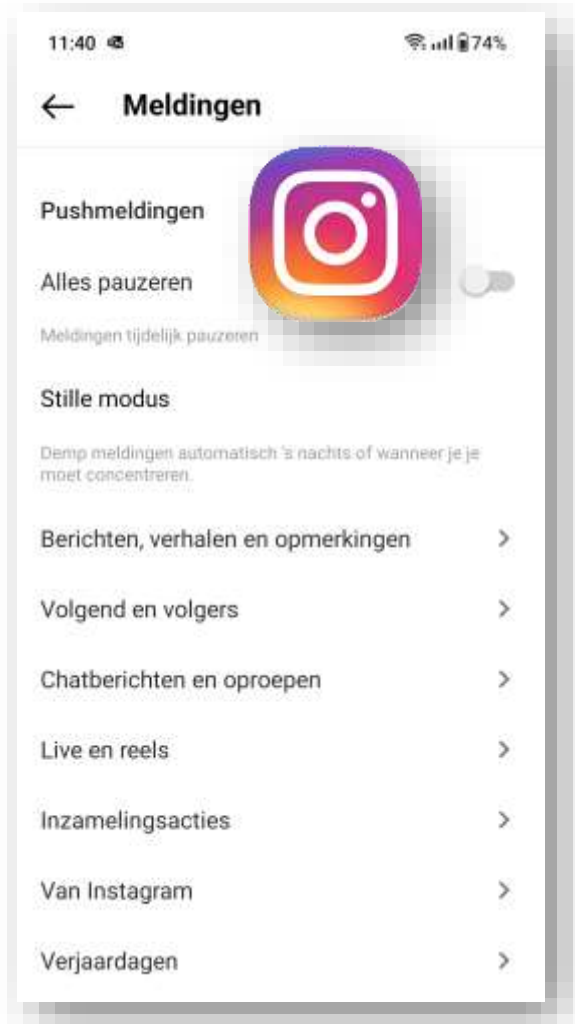 11:40
74%
Meldingen
Pushmeldingen
Alles pauzeren
Meldingen tijdelijk pauzeren
Stille modus
Demp meldingen automatisch 's nachts of wanneer je je
moet concentreren.
Berichten, verhalen en opmerkingen
Volgend en volgers
Chatberichten en oproepen
Live en reels
Inzamelingsacties
Van Instagram
Verjaardagen